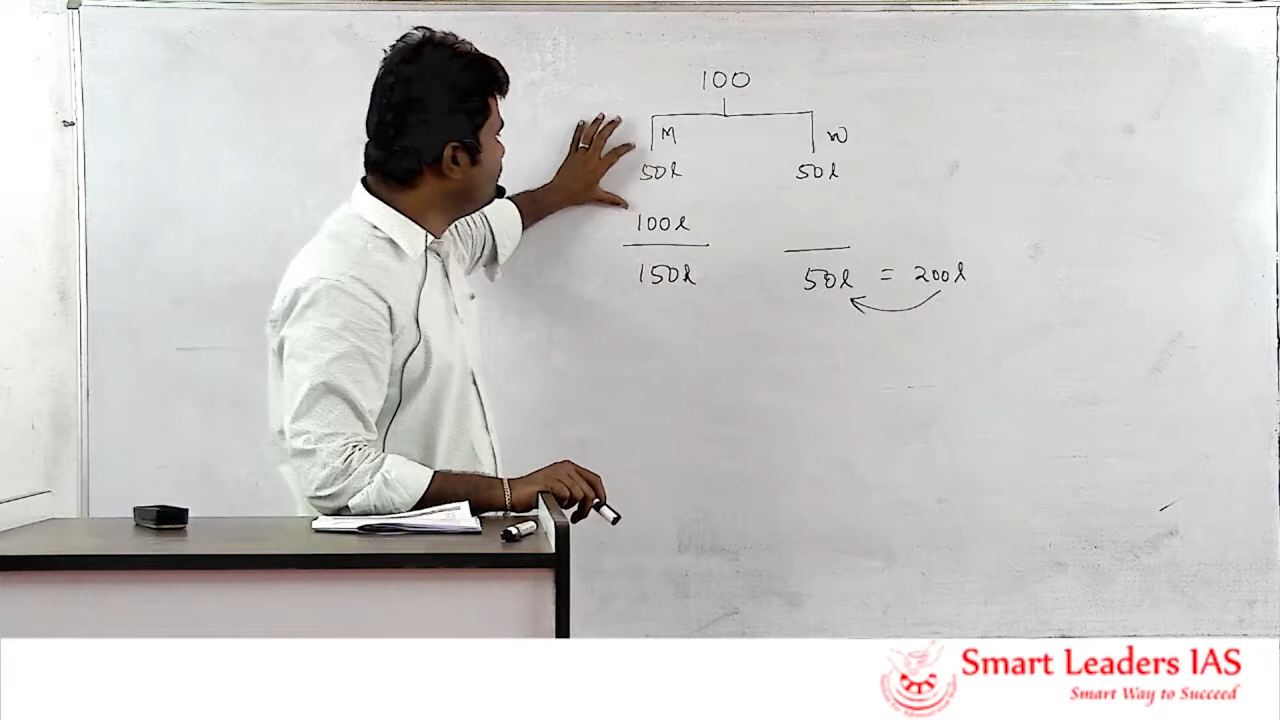 100
M w
50l 50l
100l
150l 50l = 200l
Smart Leaders IAS
Smart Way to Succeed